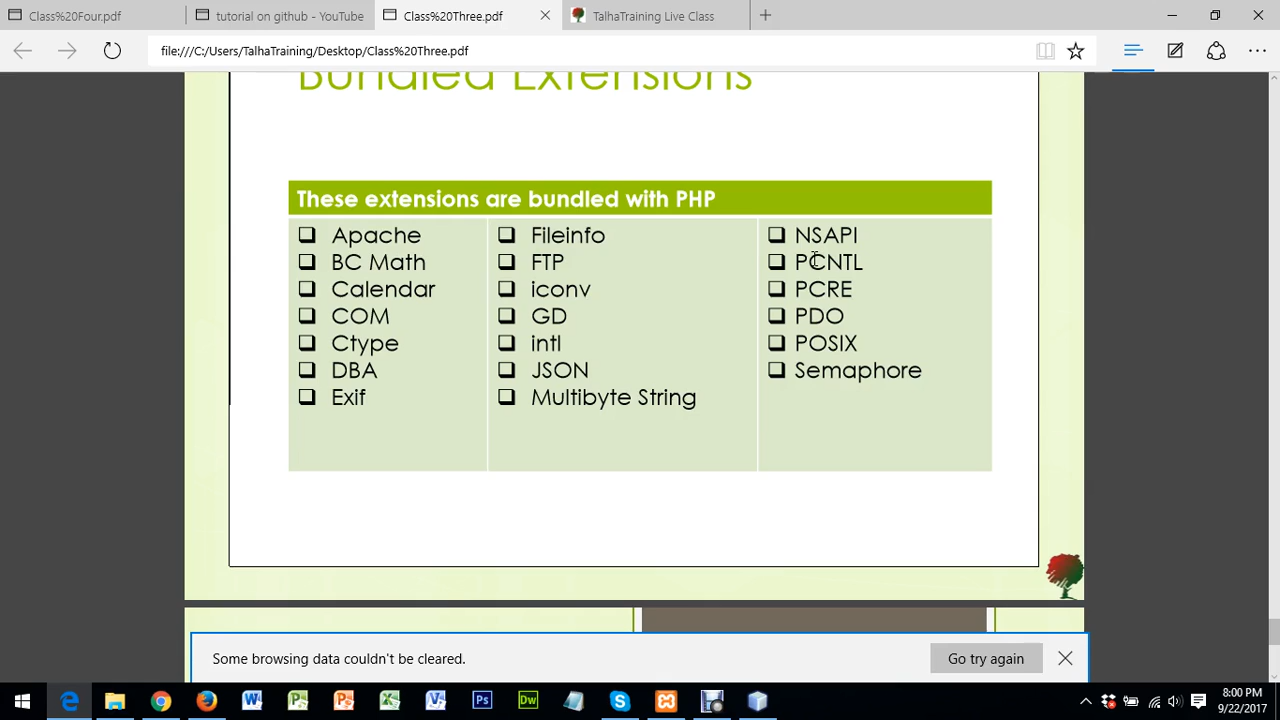 Class%20Four.pdf
tutorial on github - YouTube
Class%20Three.pdf
TalhaTraining Live Class
file:///C:/Users/TalhaTraining/Desktop/Class%20Three.pdf
Bundled Extensions
These extensions are bundled with PHP
Apache
BC Math
Calendar
COM
Ctype
DBA
Exif
Fileinfo
FTP
iconv
GD
intl
JSON
Multibyte String
NSAPI
PCNTL
PCRE
PDO
POSIX
Semaphore
Some browsing data couldn't be cleared.
Go try again
8:00 PM
9/22/2017